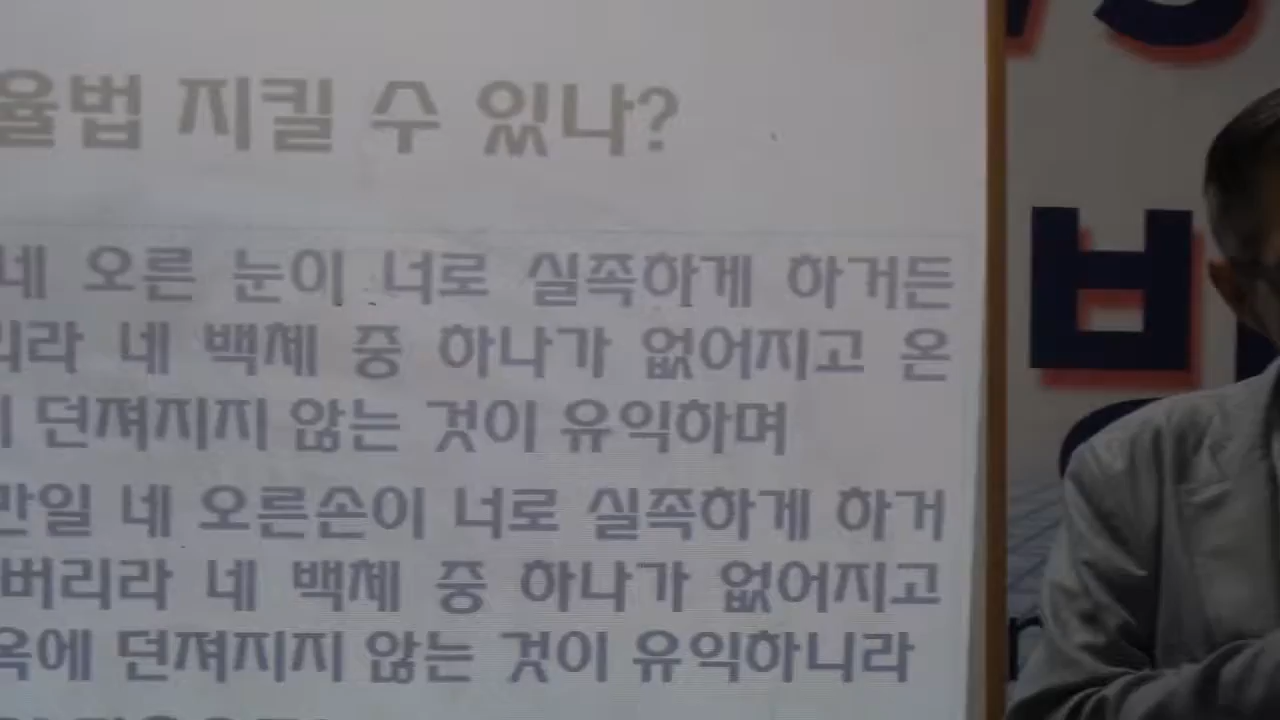 율법 지킬 수 있나?
네 오른 눈이 너로 실족하게 하거든
리라 네 백체 중 하나가 없어지고 온
던져지지 않는 것이 유익하며
만일 네 오른손이 너로 실족하게 하거
버리라 네 백체 중 하나가 없어지고
옥에 던져지지 않는 것이 유익하니라